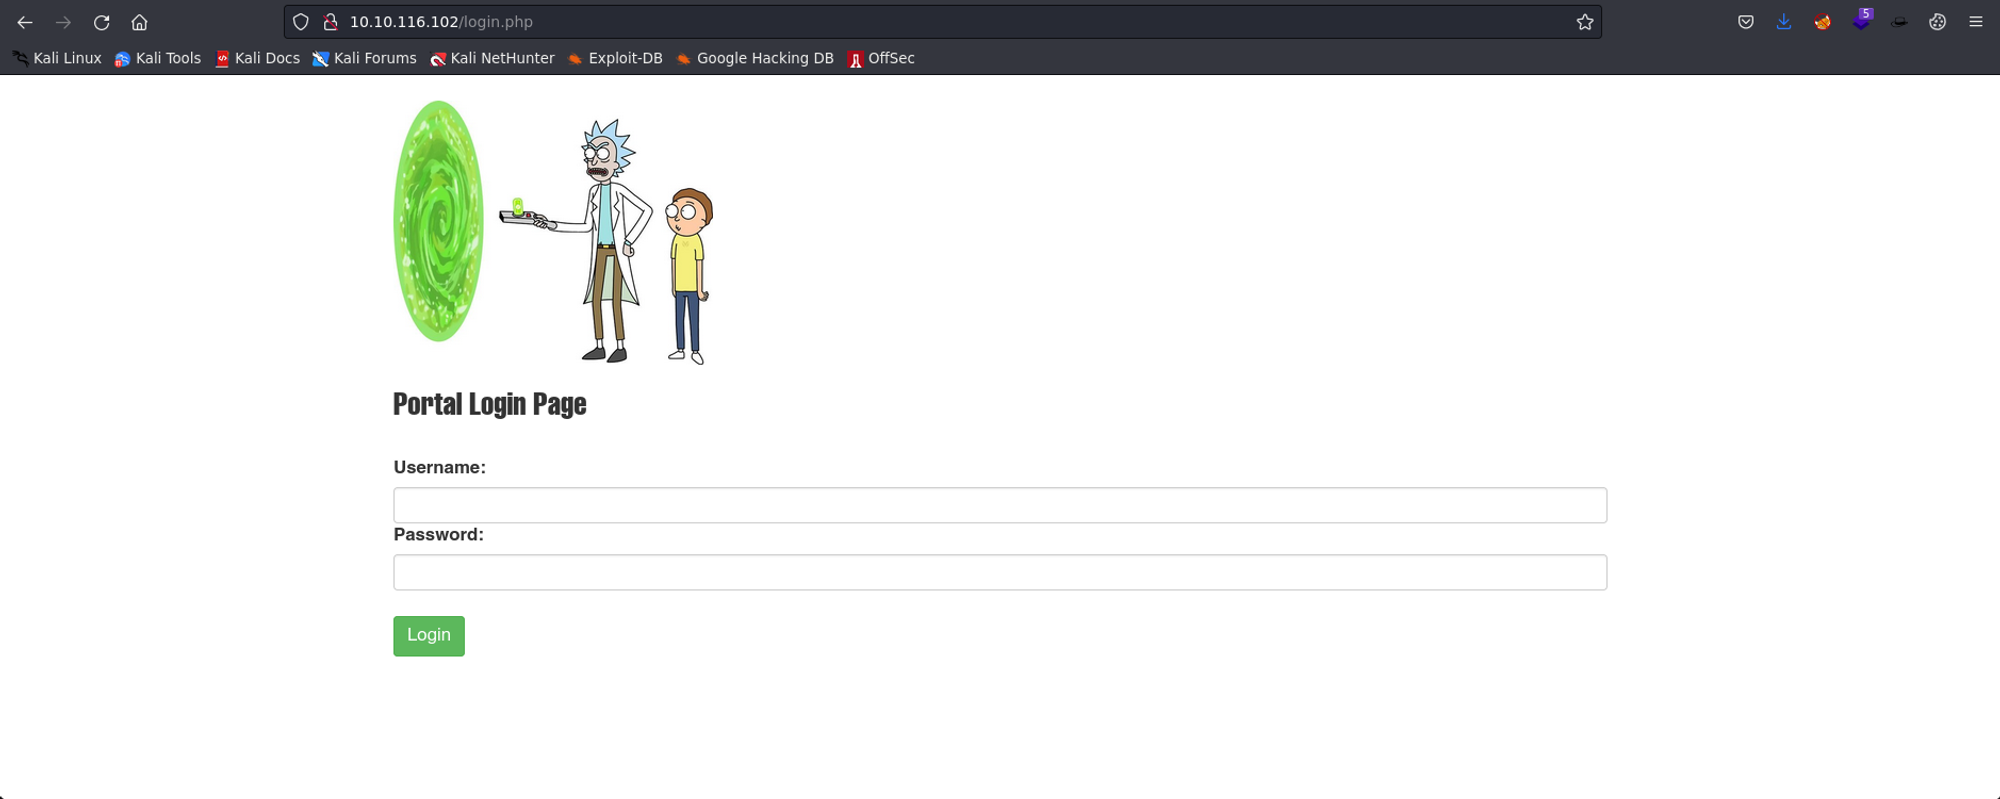 10.10.116.102/login.php
5
Kali Linux Kali Tools Kali Docs Kali Forums Kali NetHunter Exploit-DB Google Hacking DB OffSec
Portal Login Page
Username:
Password:
Login